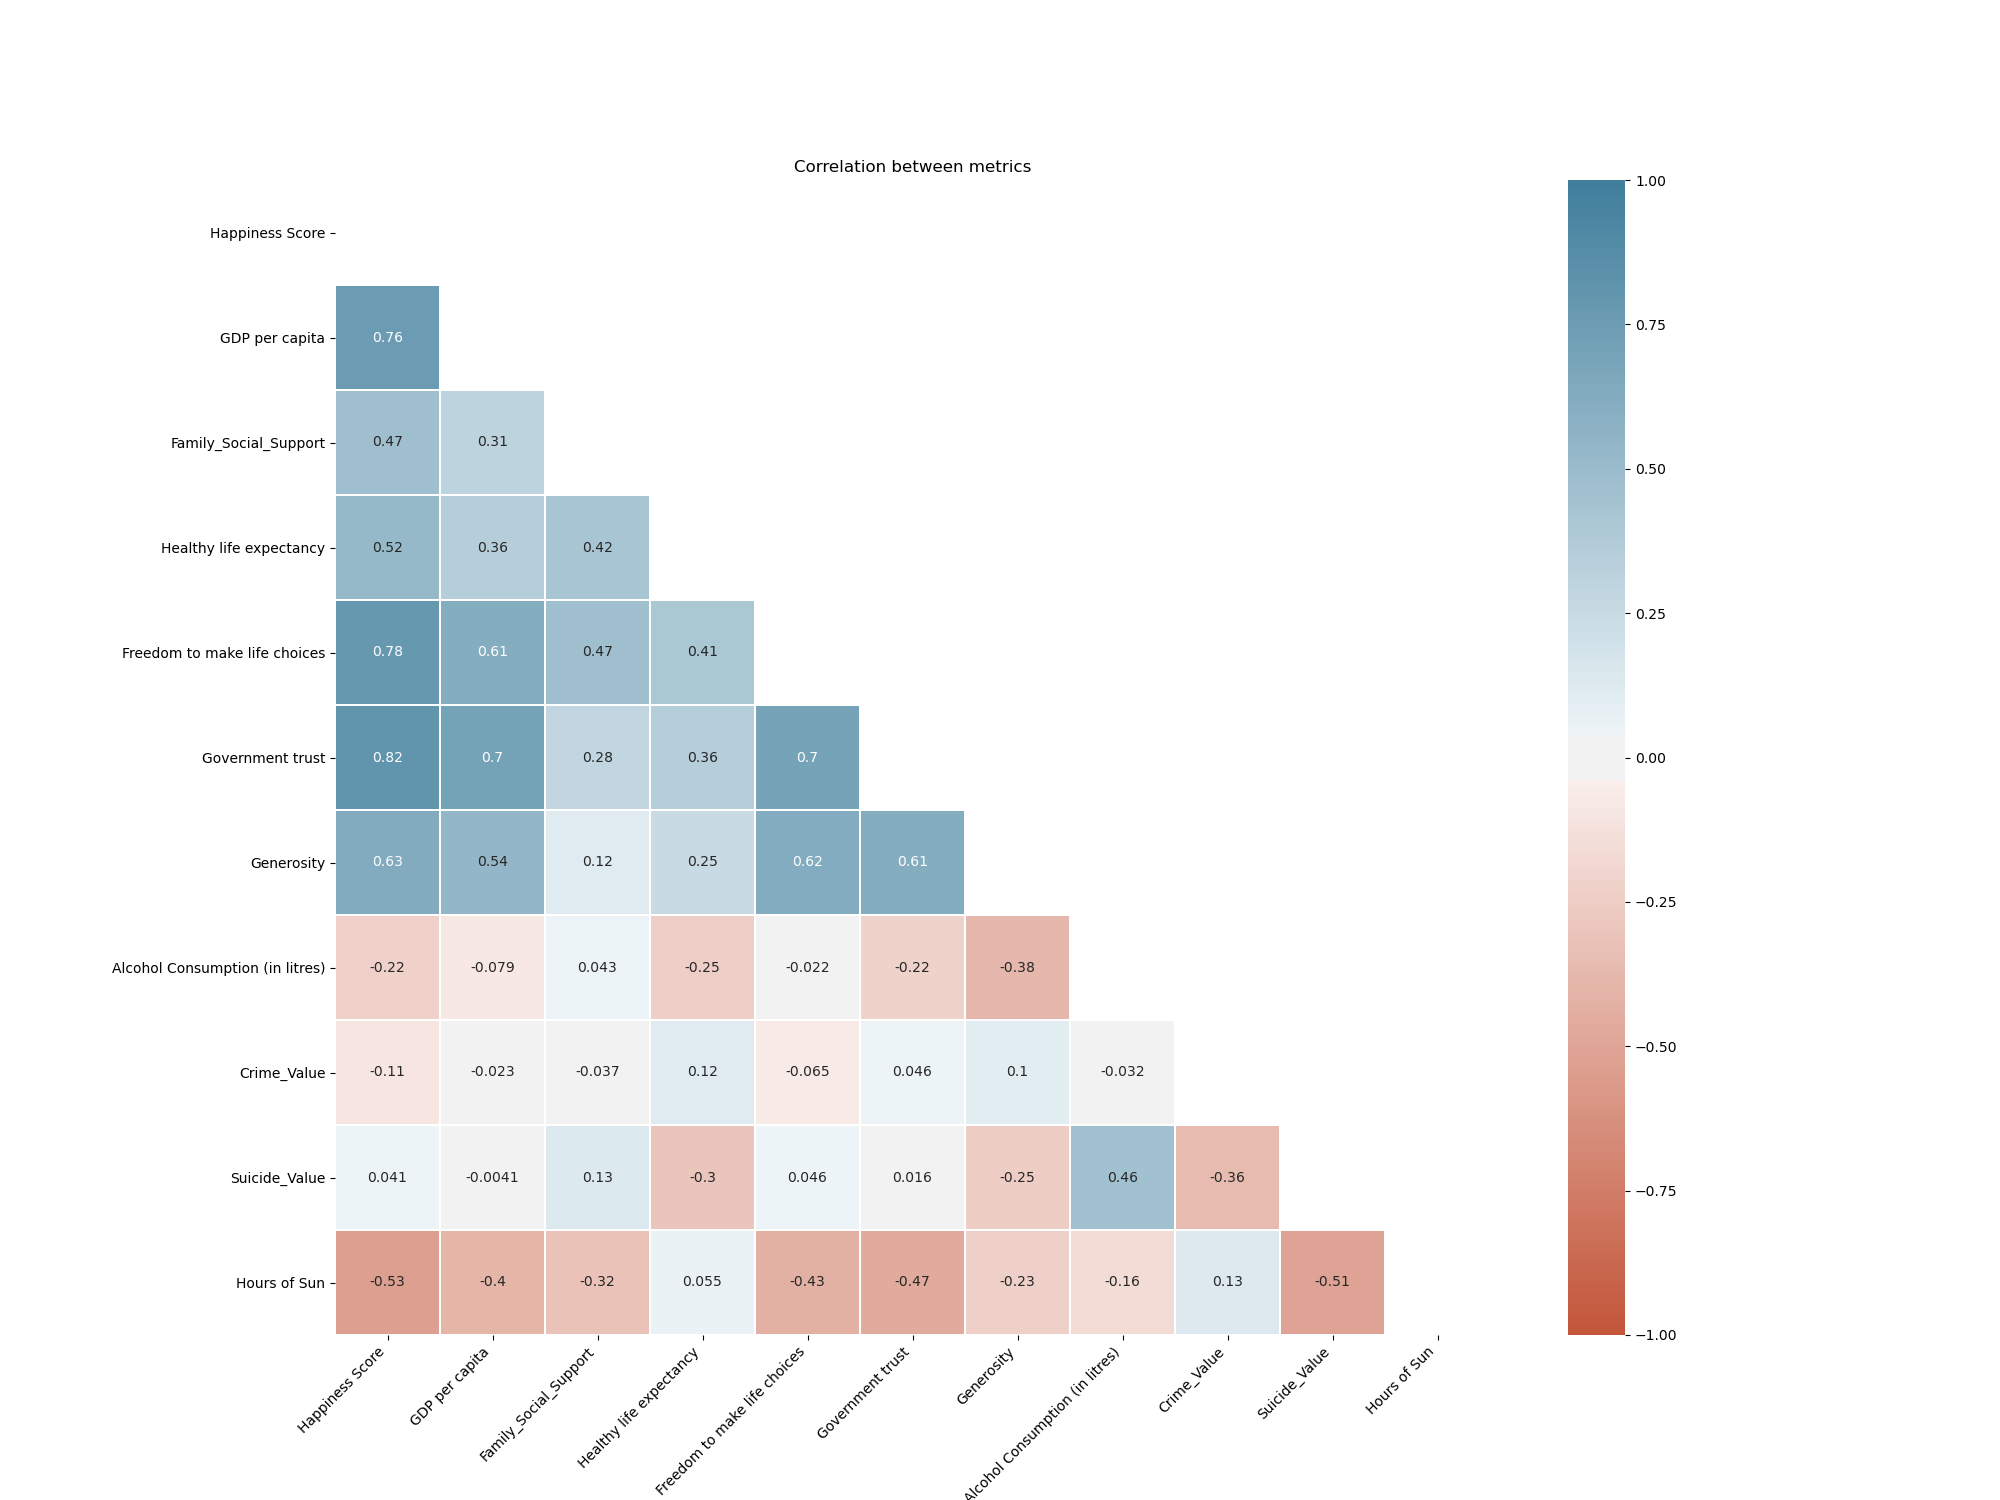 Correlation between metrics
Happiness Score
GDP per capita 0.76
Family_Social_Support 0.47 0.31
Healthy life expectancy 0.52 0.36 0.42
Freedom to make life choices 0.78 0.61 0.47 0.41
Government trust 0.82 0.7 0.28 0.36 0.7
Generosity 0.63 0.54 0.12 0.25 0.62 0.61
Alcohol Consumption (in litres) -0.22 -0.079 0.043 -0.25 -0.022 -0.22 -0.38
Crime_Value -0.11 -0.023 -0.037 0.12 -0.065 0.046 0.1 -0.032
Suicide_Value 0.041 -0.0041 0.13 -0.3 0.046 0.016 -0.25 0.46 -0.36
Hours of Sun -0.53 -0.4 -0.32 0.055 -0.43 -0.47 -0.23 -0.16 0.13 -0.51
Happiness Score
GDP per capita
Family_Social_Support
Healthy life expectancy
Freedom to make life choices
Government trust
Generosity
Alcohol Consumption (in litres)
Crime_Value
Suicide_Value
Hours of Sun
1.00
0.75
0.50
0.25
0.00
−0.25
−0.50
−0.75
−1.00